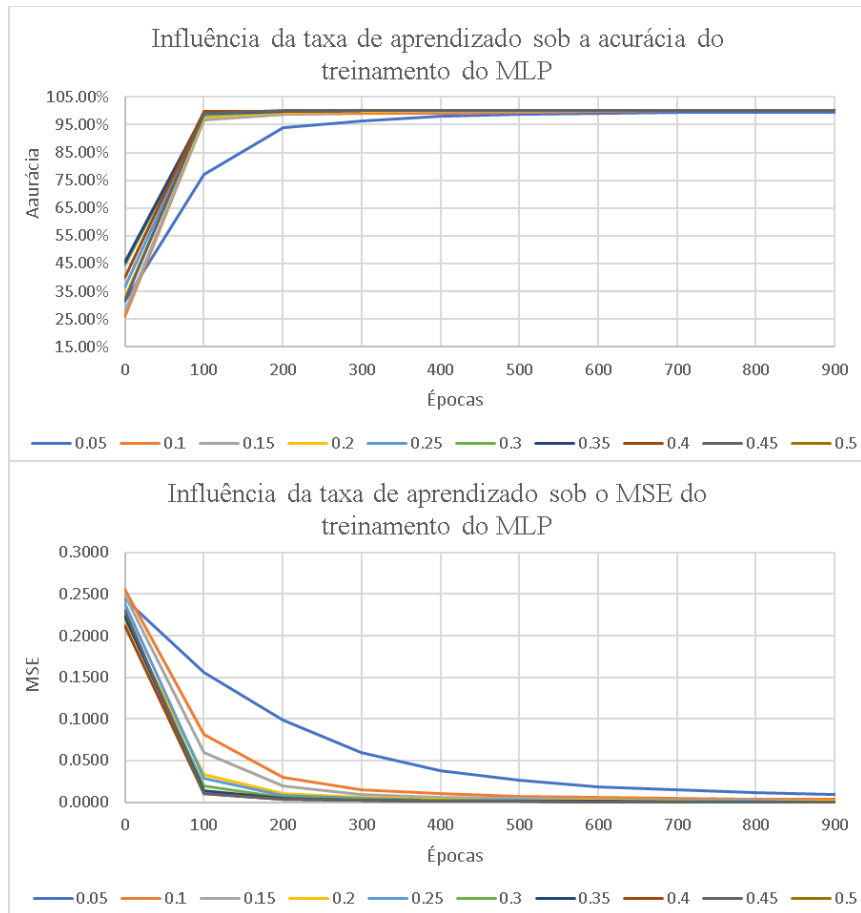 Influência da taxa de aprendizado sob a acurácia do
treinamento do MLP
105.00%
95.00%
85.00%
75.00%
65.00%
55.00%
45.00%
35.00%
25.00%
15.00%
Aaurácia
0 100 200 300 400 500 600 700 800 900
Épocas
0.05 0.1 0.15 0.2 0.25 0.3 0.35 0.4 0.45 0.5
Influência da taxa de aprendizado sob o MSE do
treinamento do MLP
0.3000
0.2500
0.2000
0.1500
0.1000
0.0500
0.0000
MSE
0 100 200 300 400 500 600 700 800 900
Épocas
0.05 0.1 0.15 0.2 0.25 0.3 0.35 0.4 0.45 0.5